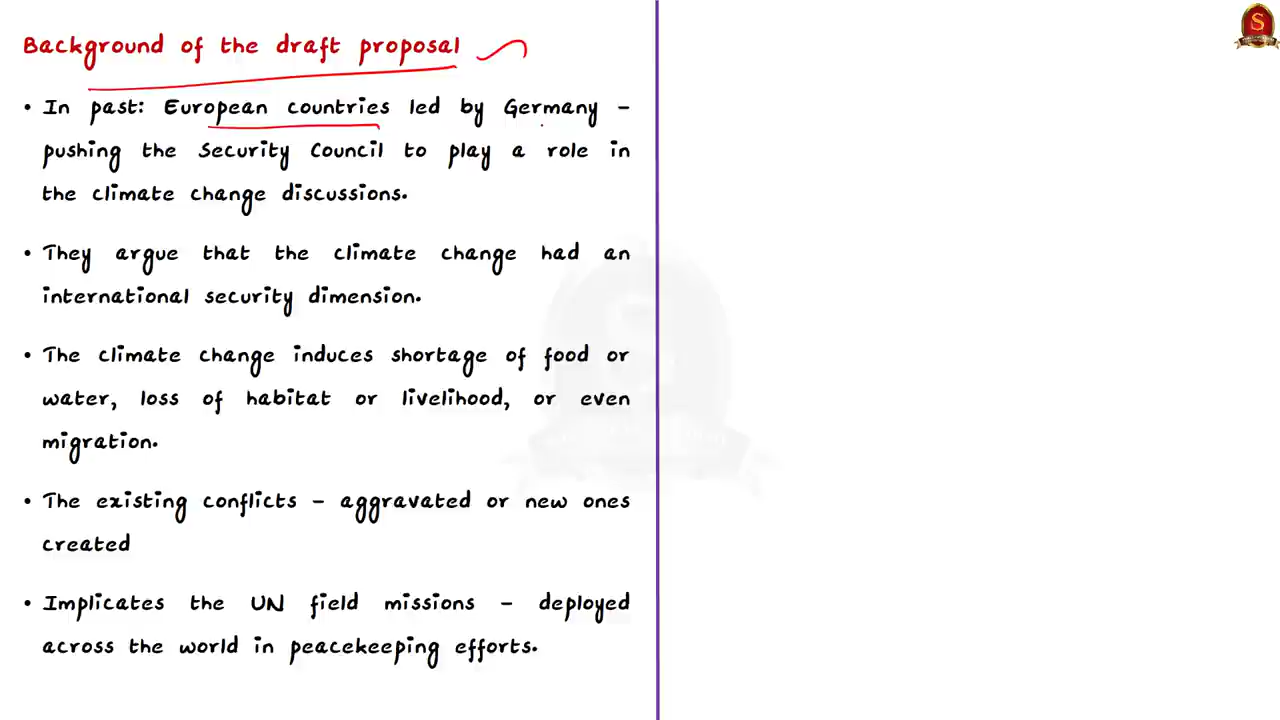 Background of the draft proposal
• In past: European countries led by Germany –
pushing the Security Council to play a role in
the climate change discussions.
• They argue that the climate change had an
international security dimension.
• The climate change induces shortage of food or
water, loss of habitat or livelihood, or even
migration.
• The existing conflicts – aggravated or new ones
created
• Implicates the UN field missions – deployed
across the world in peacekeeping efforts.
S